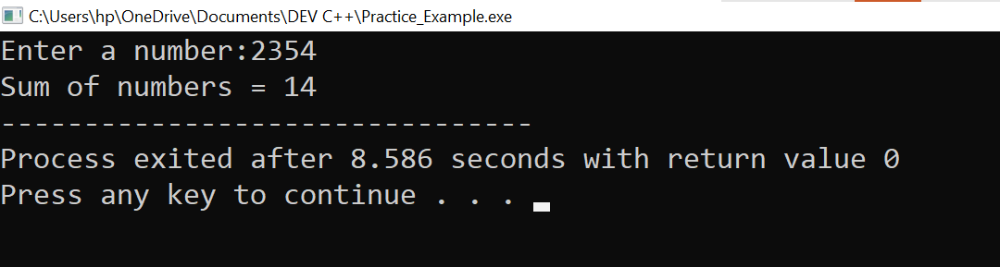 C:\Users\hp\OneDrive\Documents\DEV C++\Practice_Example.exe
Enter a number:2354
Sum of numbers = 14
--------------------------------
Process exited after 8.586 seconds with return value 0
Press any key to continue . . .